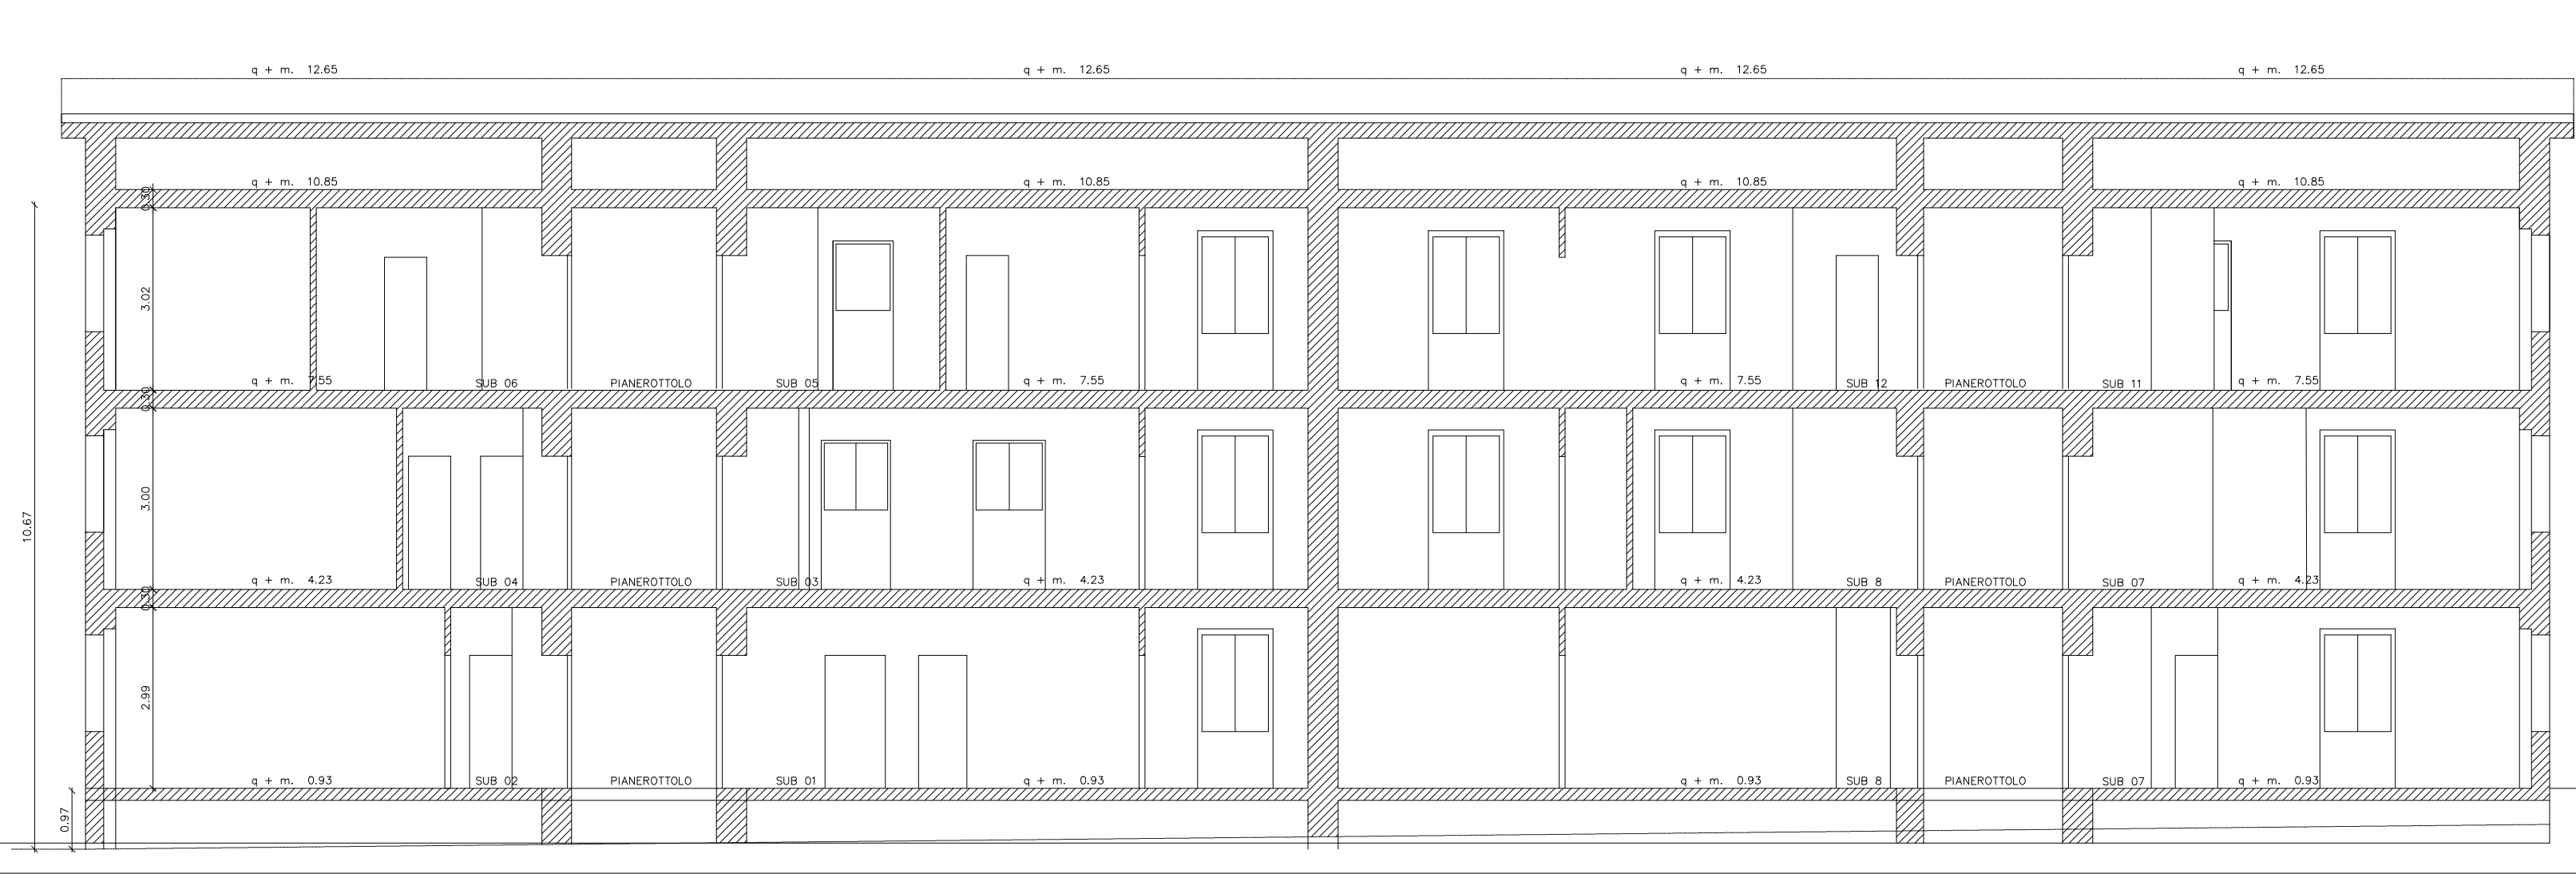 q + m. 12.65 q + m. 12.65 q + m. 12.65 q + m. 12.65
q + m. 10.85 q + m. 10.85 q + m. 10.85 q + m. 10.85
0.30
3.02
q + m. 7.55 SUB 06 PIANEROTTOLO SUB 05 q + m. 7.55 q + m. 7.55 SUB 12 PIANEROTTOLO SUB 11 q + m. 7.55
0.30
3.00
10.67
q + m. 4.23 SUB 04 PIANEROTTOLO SUB 03 q + m. 4.23 q + m. 4.23 SUB 8 PIANEROTTOLO SUB 07 q + m. 4.23
0.30
2.99
q + m. 0.93 SUB 02 PIANEROTTOLO SUB 01 q + m. 0.93 q + m. 0.93 SUB 8 PIANEROTTOLO SUB 07 q + m. 0.93
0.97